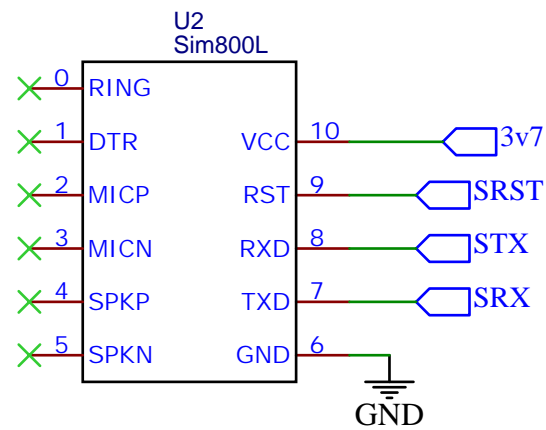 U2
Sim800L
0 RING
1 DTR VCC 10 3v7
2 MICP RST 9 SRST
3 MICN RXD 8 STX
4 SPKP TXD 7 SRX
5 SPKN GND 6
GND